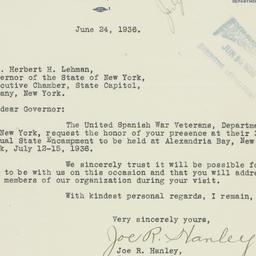 June 24, 1936.
. Herbert H. Lehman,
ernor of the State of New York,
ecutive Chamber, State Capitol,
any, New York.
dear Governor:
The United Spanish War Veterans, Departme
New York, request the honor of your presence at their
ual State Encampment to be held at Alexandria Bay, New
k, July 12-15, 1936.
We sincerely trust it will be possible fo
to be with us on this occasion and that you will addre
members of our organization during your visit.
With kindest personal regards, I remain,
Very sincerely yours,
Joe R. Hanley
Joe R. Hanley,